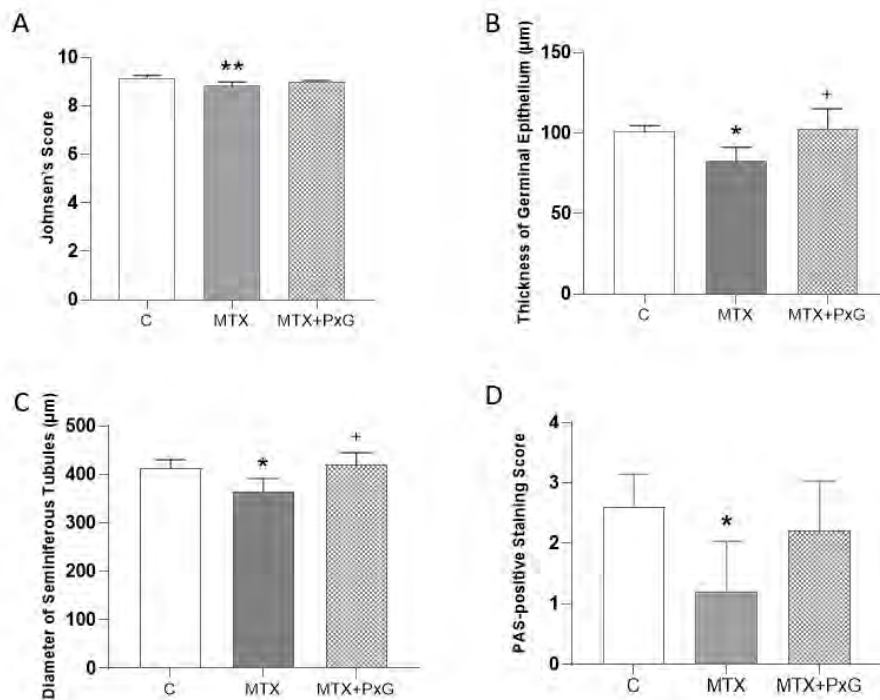 A
Johnsen's Score
10
8
6
4
2
0
**
C MTX MTX+PxG
B
Thickness of Germinal Epithelium (µm)
150
100
50
0
*
+
C MTX MTX+PxG
C
Diameter of Seminiferous Tubules (µm)
500
400
300
200
100
0
*
+
C MTX MTX+PxG
D
PAS-positive Staining Score
4
3
2
1
0
*
C MTX MTX+PxG